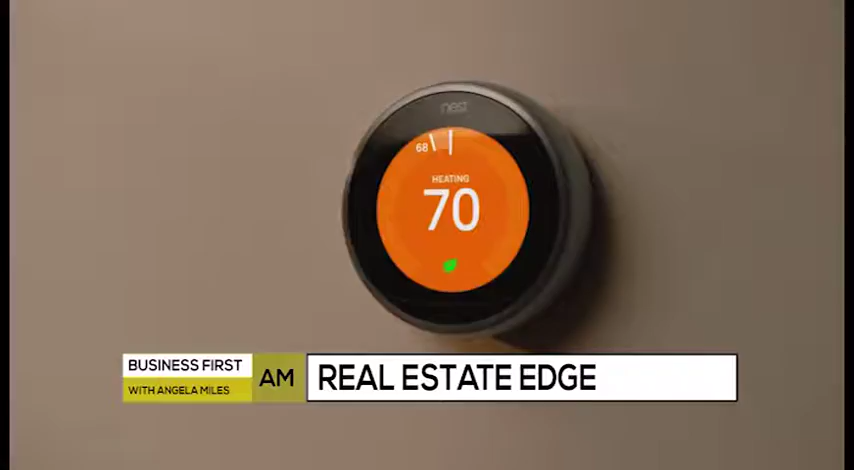 nest
68
HEATING
70
BUSINESS FIRST
WITH ANGELA MILES
AM
REAL ESTATE EDGE